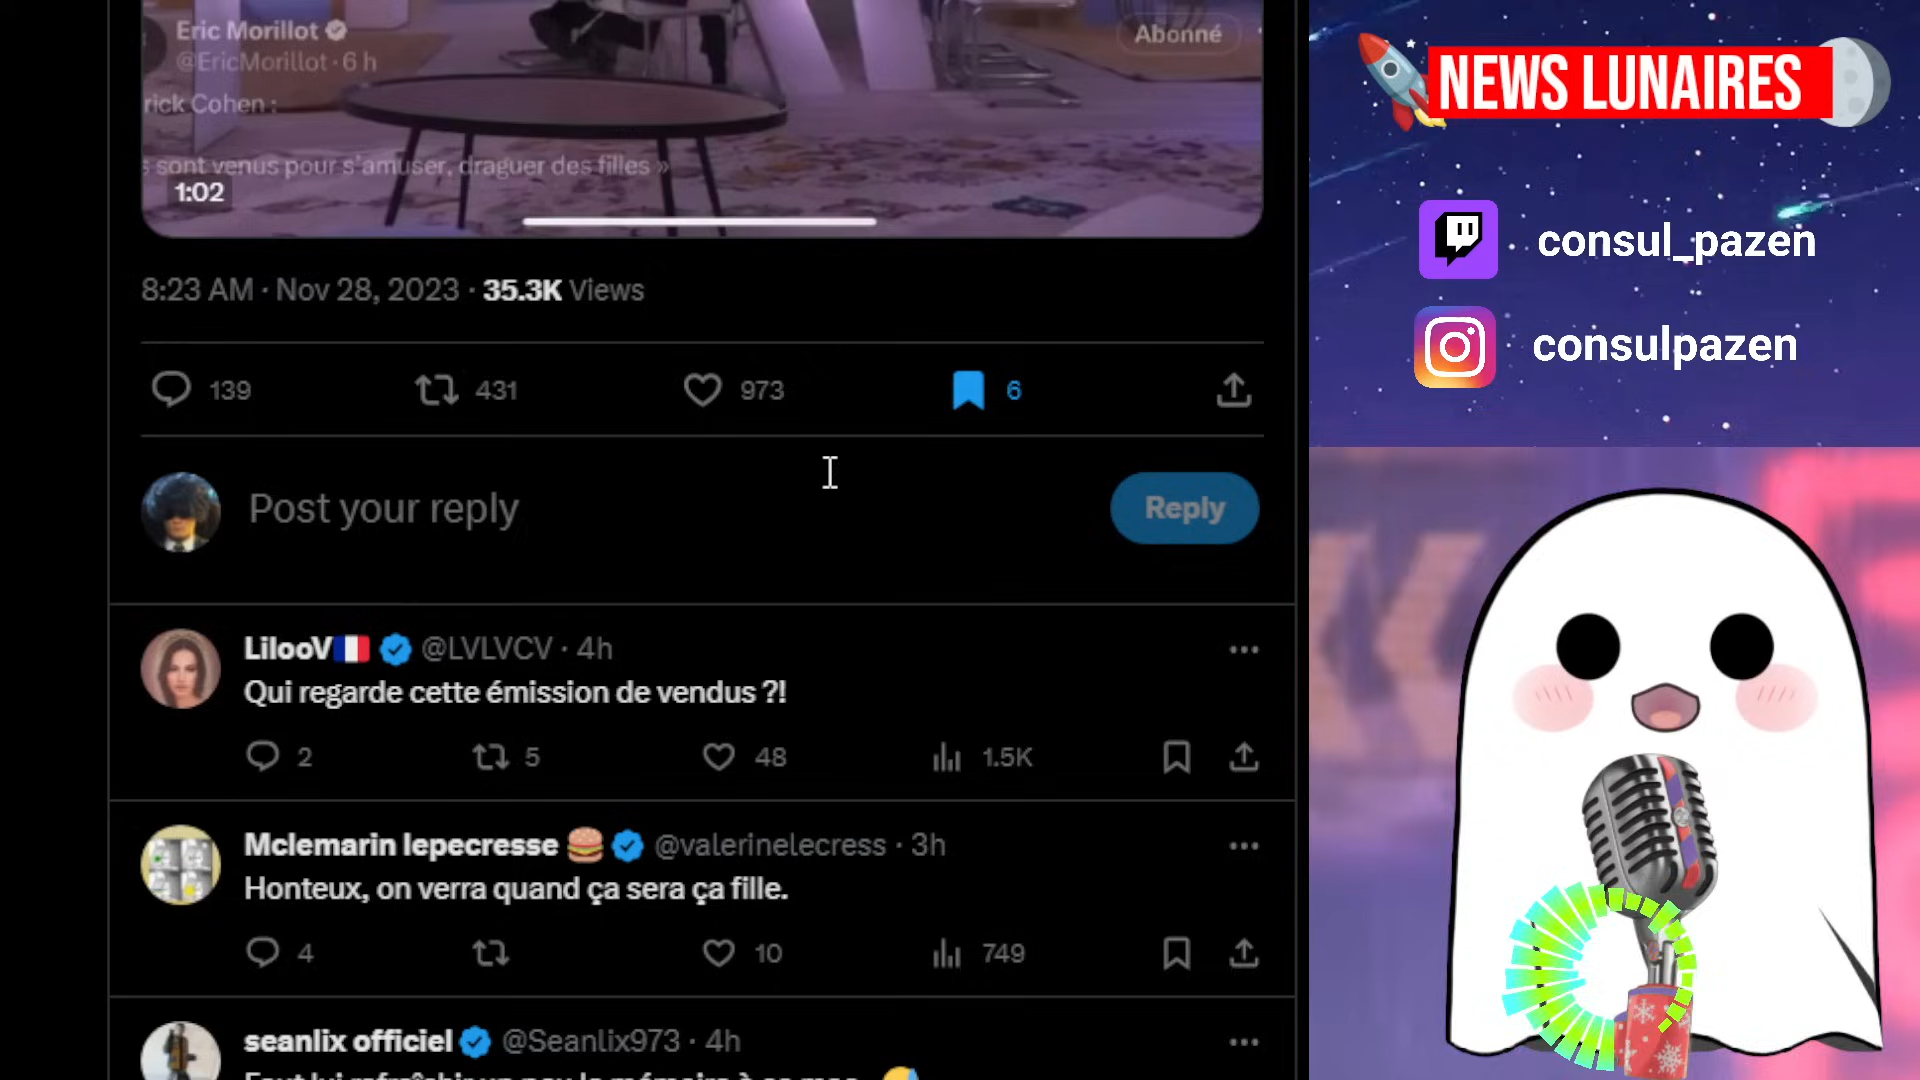 Eric Morillot
@EricMorillot · 6 h
Abonné
rick Cohen :
s sont venus pour s'amuser, draguer des filles »
1:02
8:23 AM · Nov 28, 2023 · 35.3K Views
139 431 973 6
Post your reply
Reply
LilooV🇫🇷 @LVLVCV · 4h
Qui regarde cette émission de vendus ?!
2 5 48 1.5K
Mclemarin lepecresse 🍔 @valerinelecress · 3h
Honteux, on verra quand ça sera ça fille.
4 10 749
seanlix officiel @Seanlix973 · 4h
NEWS LUNAIRES
consul_pazen
consulpazen